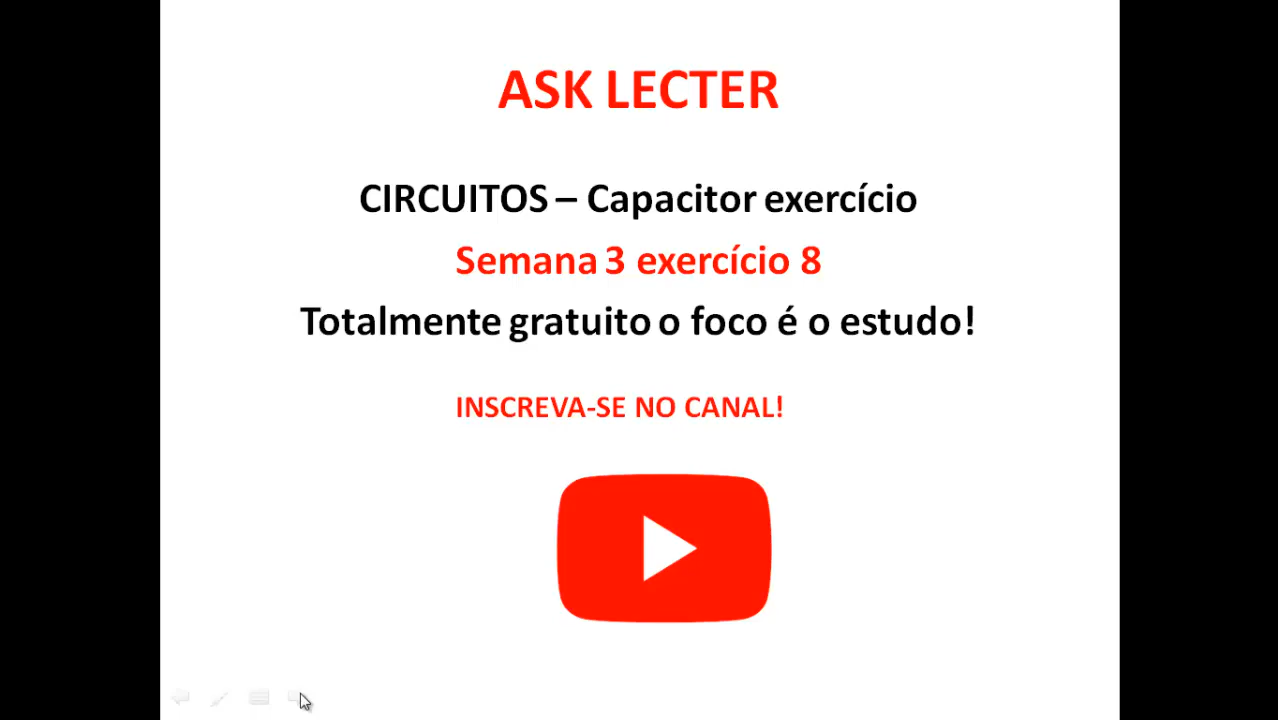 ASK LECTER
CIRCUITOS – Capacitor exercício
Semana 3 exercício 8
Totalmente gratuito o foco é o estudo!
INSCREVA-SE NO CANAL!